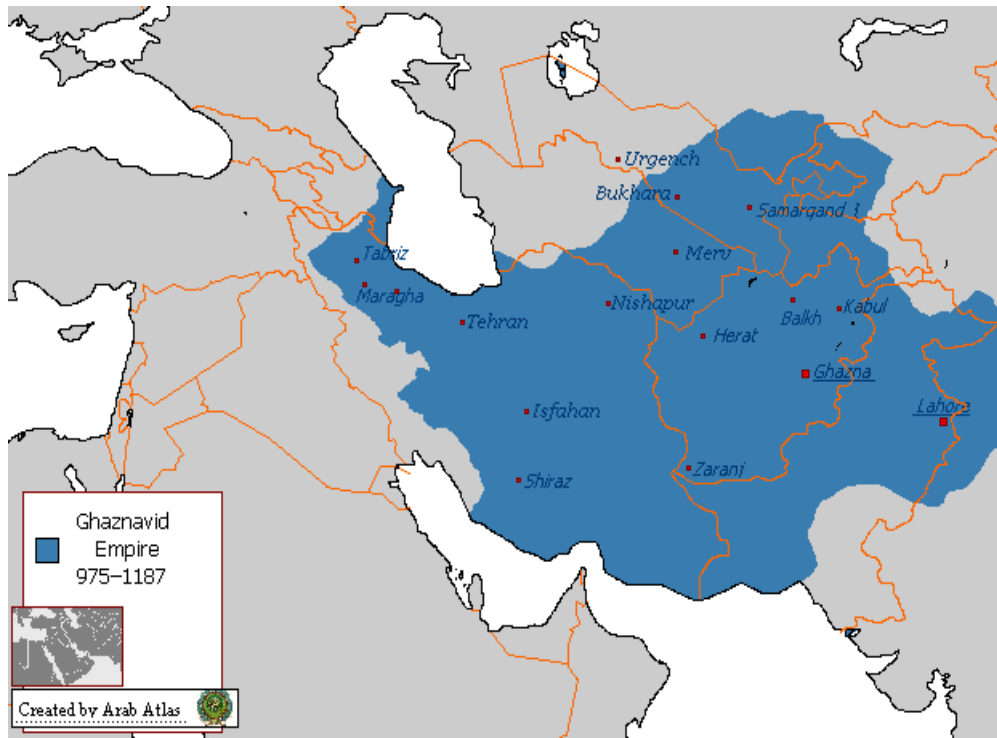 Urgench
Bukhara
Samarqand
Tabriz
Merv
Maragha
Nishapur
Balkh
Kabul
Tehran
Herat
Ghazna
Lahore
Isfahan
Zaranj
Shiraz
Ghaznavid
Empire
975-1187
Created by Arab Atlas